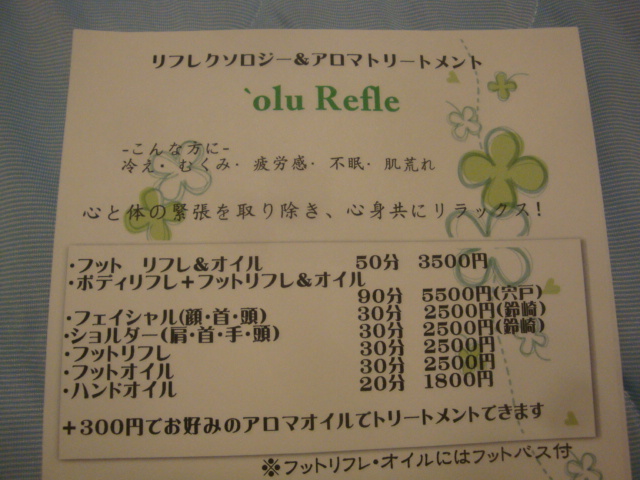 リフレクソロジー＆アロマトリートメント
`olu Refle
-こんな方に-
冷え・むくみ・疲労感・不眠・肌荒れ
心と体の緊張を取り除き、心身共にリラックス!
・フット リフレ＆オイル 50分 3500円
・ボディリフレ＋フットリフレ＆オイル
90分 5500円(宍戸)
・フェイシャル(顔・首・頭) 30分 2500円(鈴崎)
・ショルダー(肩・首・手・頭) 30分 2500円(鈴崎)
・フットリフレ 30分 2500円
・フットオイル 30分 2500円
・ハンドオイル 20分 1800円
＋300円でお好みのアロマオイルでトリートメントできます
※フットリフレ・オイルにはフットバス付